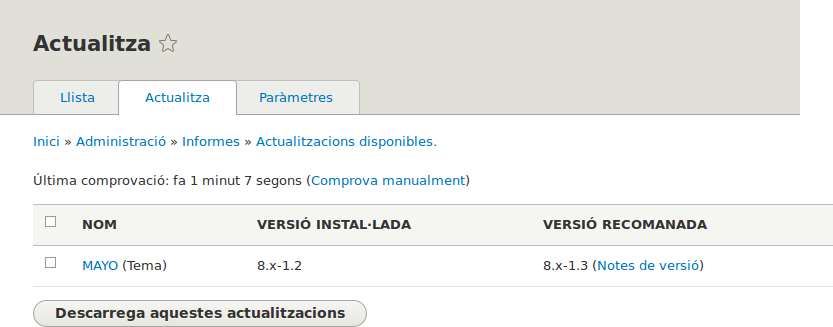 Actualitza
Llista Actualitza Paràmetres
Inici » Administració » Informes » Actualitzacions disponibles.
Última comprovació: fa 1 minut 7 segons (Comprova manualment)
NOM VERSIÓ INSTAL·LADA VERSIÓ RECOMANADA
MAYO (Tema) 8.x-1.2 8.x-1.3 (Notes de versió)
Descarrega aquestes actualitzacions